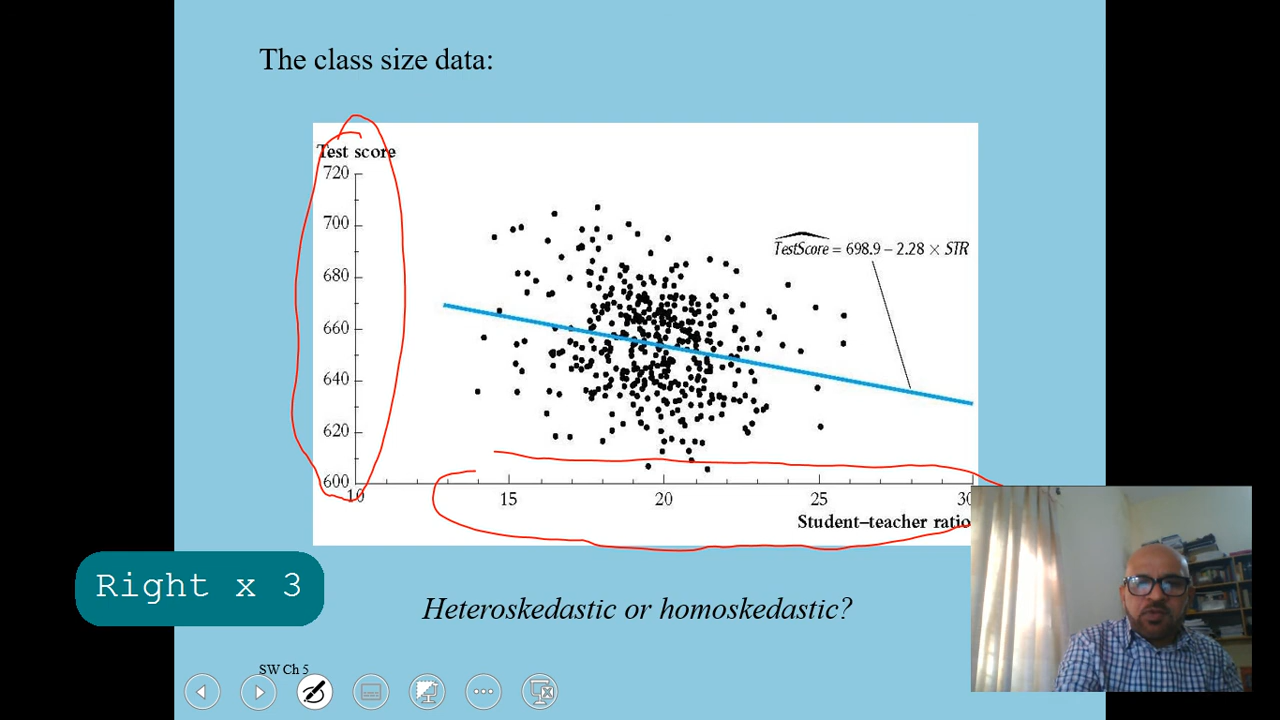 The class size data:
Test score
720
700
680
660
640
620
600
TestScore = 698.9 – 2.28 × STR
10 15 20 25 30
Student–teacher ratio
Right x 3
Heteroskedastic or homoskedastic?
SW Ch 5